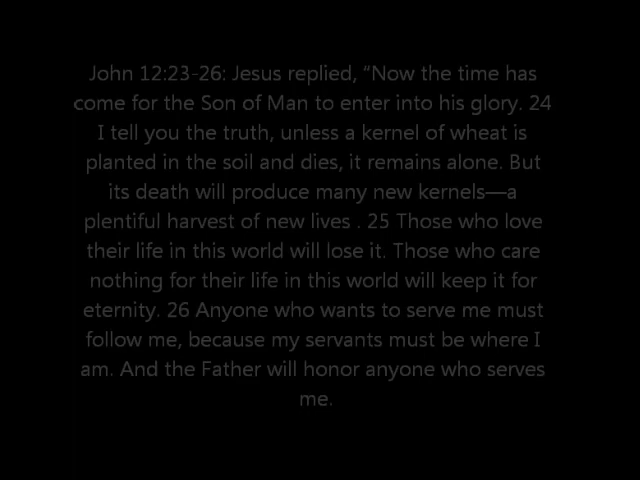 John 12:23-26: Jesus replied, “Now the time has
come for the Son of Man to enter into his glory. 24
I tell you the truth, unless a kernel of wheat is
planted in the soil and dies, it remains alone. But
its death will produce many new kernels—a
plentiful harvest of new lives . 25 Those who love
their life in this world will lose it. Those who care
nothing for their life in this world will keep it for
eternity. 26 Anyone who wants to serve me must
follow me, because my servants must be where I
am. And the Father will honor anyone who serves
me.